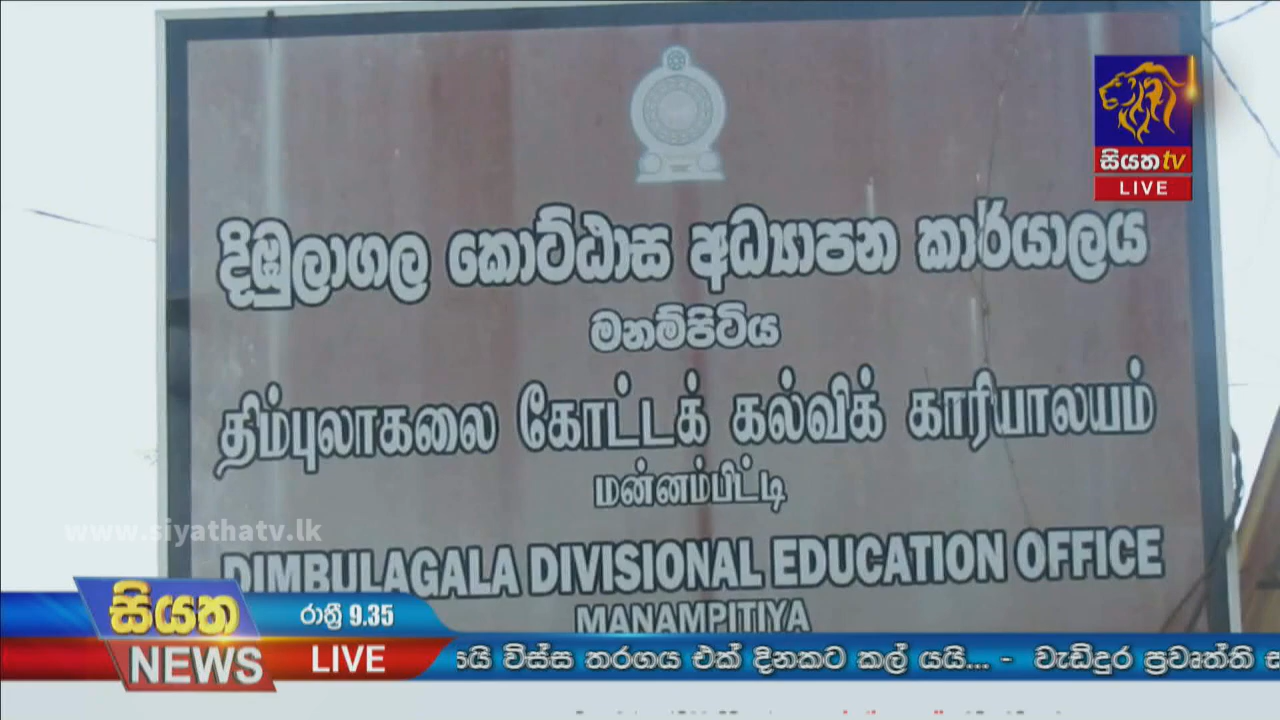 සියත tv
LIVE
දිඹුලාගල කොට්ඨාස අධ්‍යාපන කාර්යාලය
මනම්පිටිය
திம்புலாகலை கோட்டக் கல்விக் காரியாலயம்
மன்னம்பிட்டி
www.siyathatv.lk
DIMBULAGALA DIVISIONAL EDUCATION OFFICE
MANAMPITIYA
සියත
NEWS
රාත්‍රී 9.35
LIVE
විස්ස තරගය එක් දිනකට කල් යයි... - වැඩිදුර ප්‍රවෘත්ති